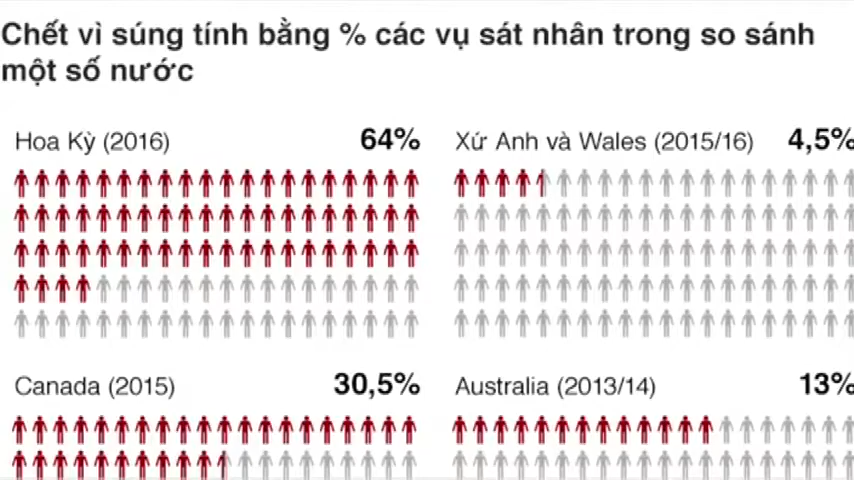 Chết vì súng tính bằng % các vụ sát nhân trong so sánh
một số nước
Hoa Kỳ (2016) 64%
Xứ Anh và Wales (2015/16) 4,5%
Canada (2015) 30,5%
Australia (2013/14) 13%